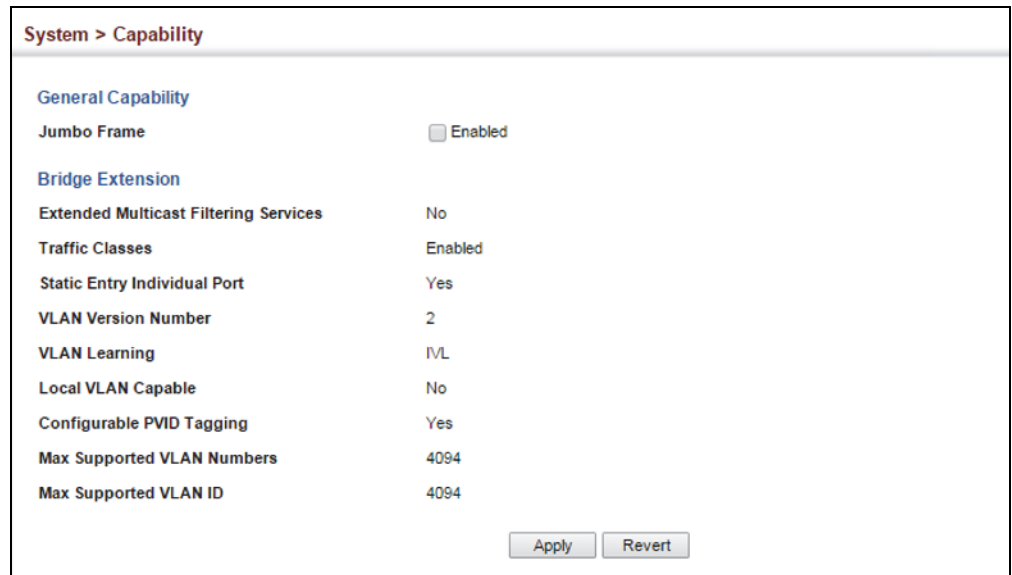 System > Capability
General Capability
Jumbo Frame Enabled
Bridge Extension
Extended Multicast Filtering Services No
Traffic Classes Enabled
Static Entry Individual Port Yes
VLAN Version Number 2
VLAN Learning IVL
Local VLAN Capable No
Configurable PVID Tagging Yes
Max Supported VLAN Numbers 4094
Max Supported VLAN ID 4094
Apply Revert